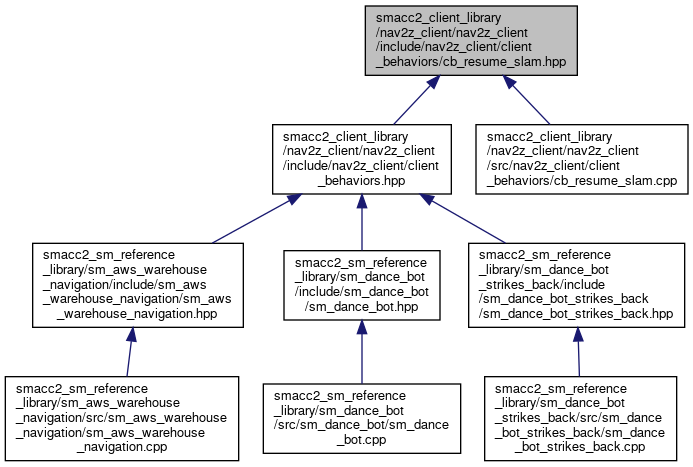 smacc2_client_library
/nav2z_client/nav2z_client
/include/nav2z_client/client
_behaviors/cb_resume_slam.hpp
smacc2_client_library
/nav2z_client/nav2z_client
/include/nav2z_client/client
_behaviors.hpp
smacc2_client_library
/nav2z_client/nav2z_client
/src/nav2z_client/client
_behaviors/cb_resume_slam.cpp
smacc2_sm_reference
_library/sm_aws_warehouse
_navigation/include/sm_aws
_warehouse_navigation/sm_aws
_warehouse_navigation.hpp
smacc2_sm_reference
_library/sm_dance_bot
/include/sm_dance_bot
/sm_dance_bot.hpp
smacc2_sm_reference
_library/sm_dance_bot
_strikes_back/include
/sm_dance_bot_strikes_back
/sm_dance_bot_strikes_back.hpp
smacc2_sm_reference
_library/sm_aws_warehouse
_navigation/src/sm_aws_warehouse
_navigation/sm_aws_warehouse
_navigation.cpp
smacc2_sm_reference
_library/sm_dance_bot
/src/sm_dance_bot/sm_dance
_bot.cpp
smacc2_sm_reference
_library/sm_dance_bot
_strikes_back/src/sm_dance
_bot_strikes_back/sm_dance
_bot_strikes_back.cpp